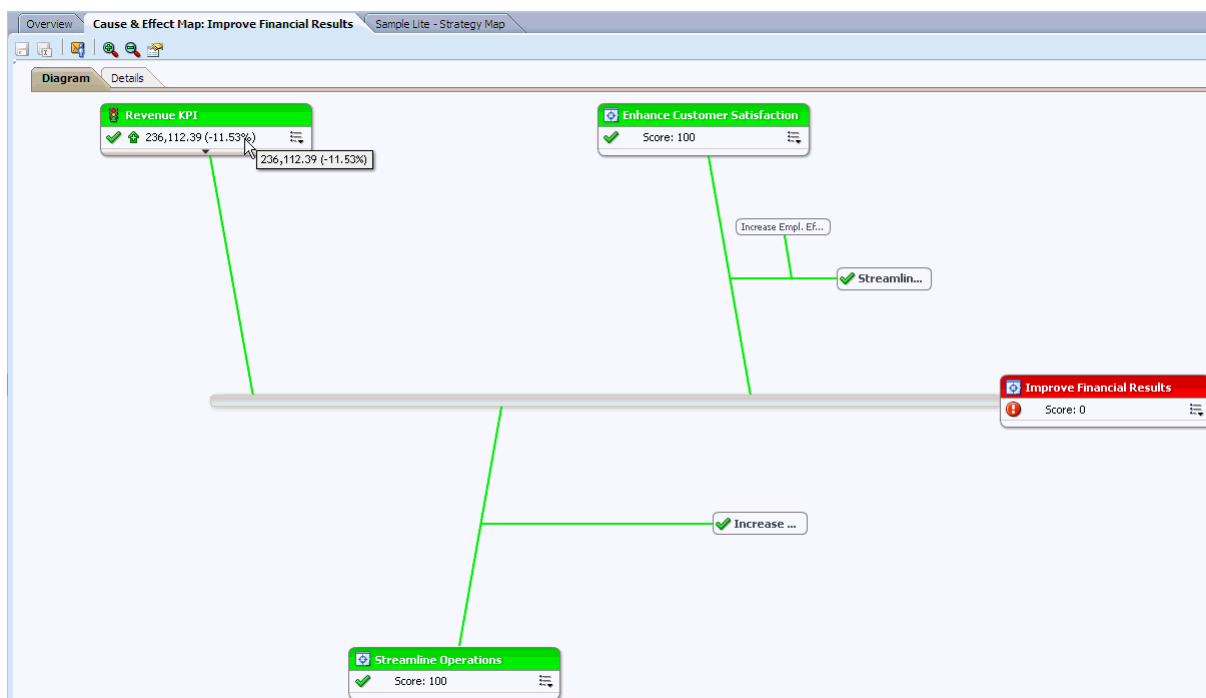 Overview
Cause & Effect Map: Improve Financial Results
Sample Lite - Strategy Map
Diagram
Details
Revenue KPI
236,112.39 (-11.53%)
236,112.39 (-11.53%)
Enhance Customer Satisfaction
Score: 100
Increase Empl. Ef...
Streamlin...
Improve Financial Results
Score: 0
Increase ...
Streamline Operations
Score: 100